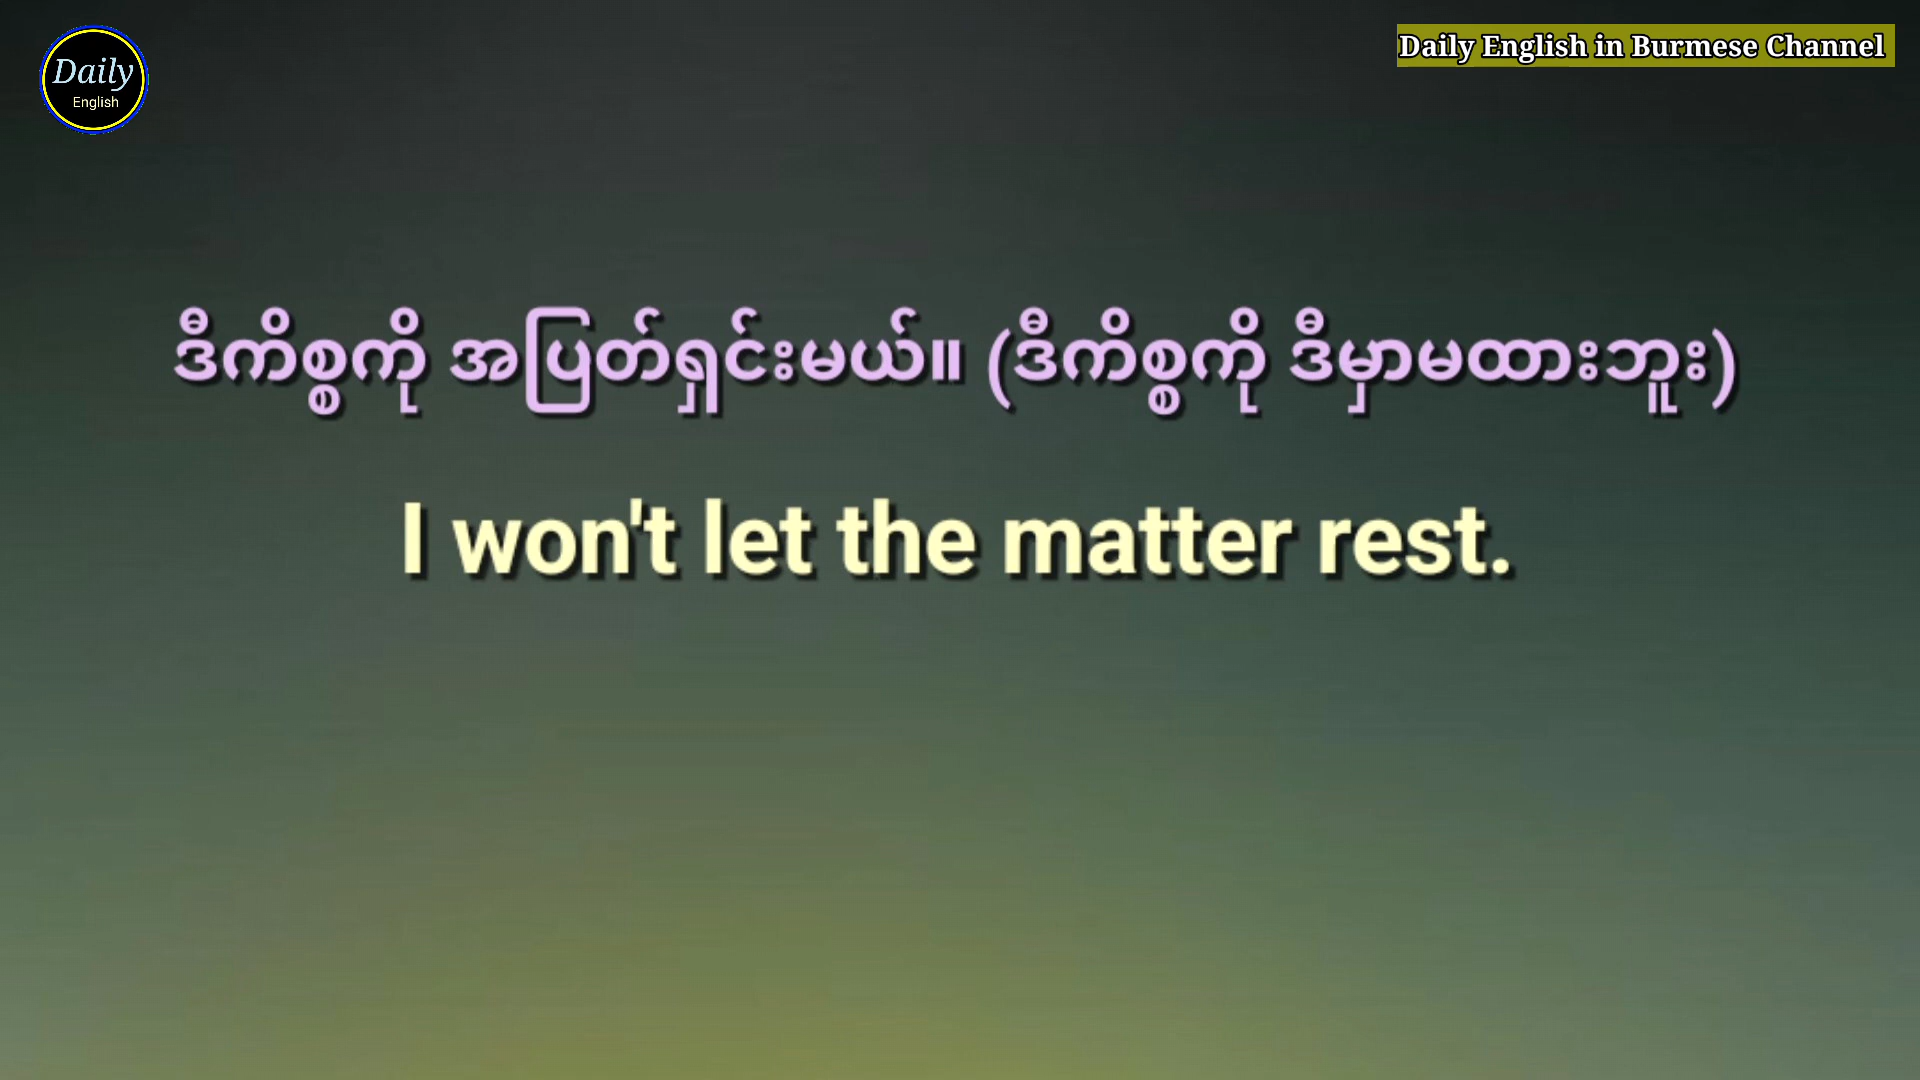 Daily
English
Daily English in Burmese Channel
ဒီကိစ္စကို အပြတ်ရှင်းမယ်။ (ဒီကိစ္စကို ဒီမှာမထားဘူး)
I won't let the matter rest.